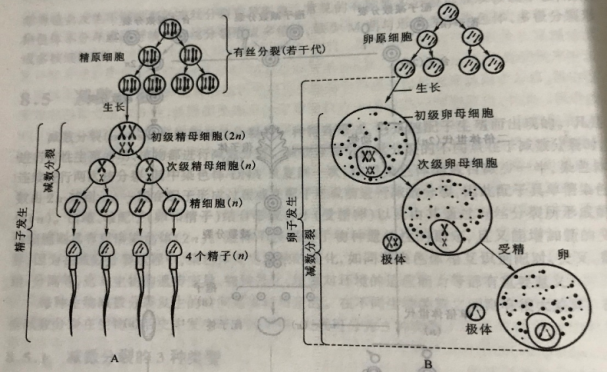 精原细胞
有丝分裂(若干代)
生长
初级精母细胞(2n)
次级精母细胞(n)
精细胞(n)
4个精子(n)
减数分裂
精子发生
A
卵原细胞
生长
初级卵母细胞
次级卵母细胞
卵子发生
减数分裂
极体
受精
卵
极体
B